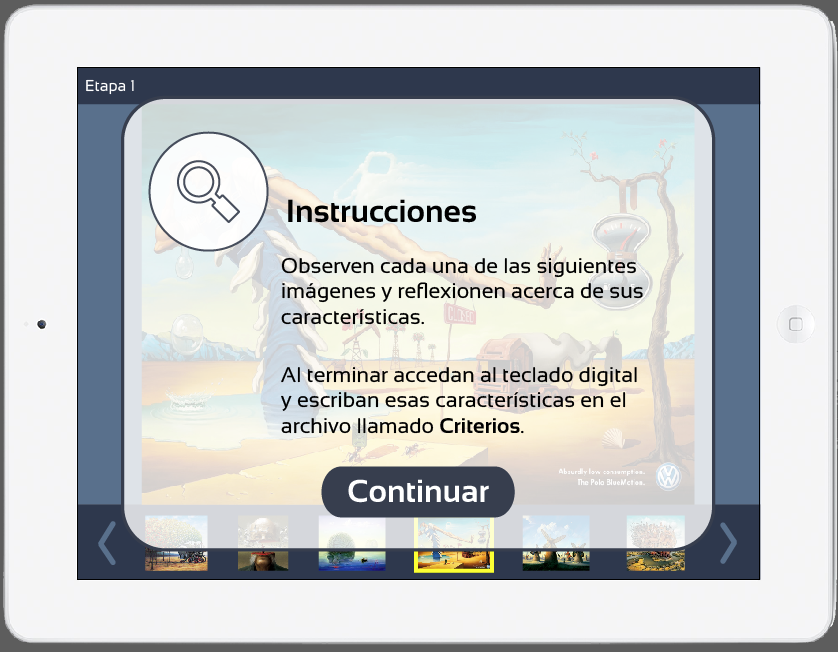 Etapa 1
Instrucciones
Observen cada una de las siguientes
imágenes y reflexionen acerca de sus
características.
Al terminar accedan al teclado digital
y escriban esas características en el
archivo llamado Criterios.
Absurdly low consumption.
The Polo BlueMotion.
Continuar